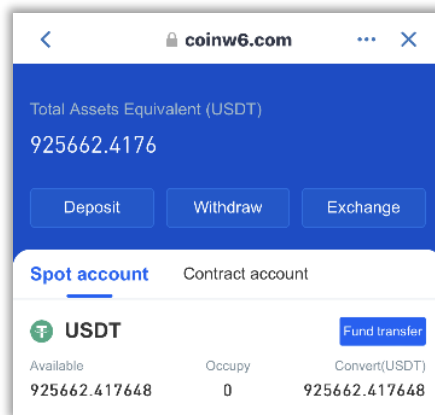 coinw6.com
Total Assets Equivalent (USDT)
925662.4176
Deposit Withdraw Exchange
Spot account Contract account
USDT Fund transfer
Available Occupy Convert(USDT)
925662.417648 0 925662.417648